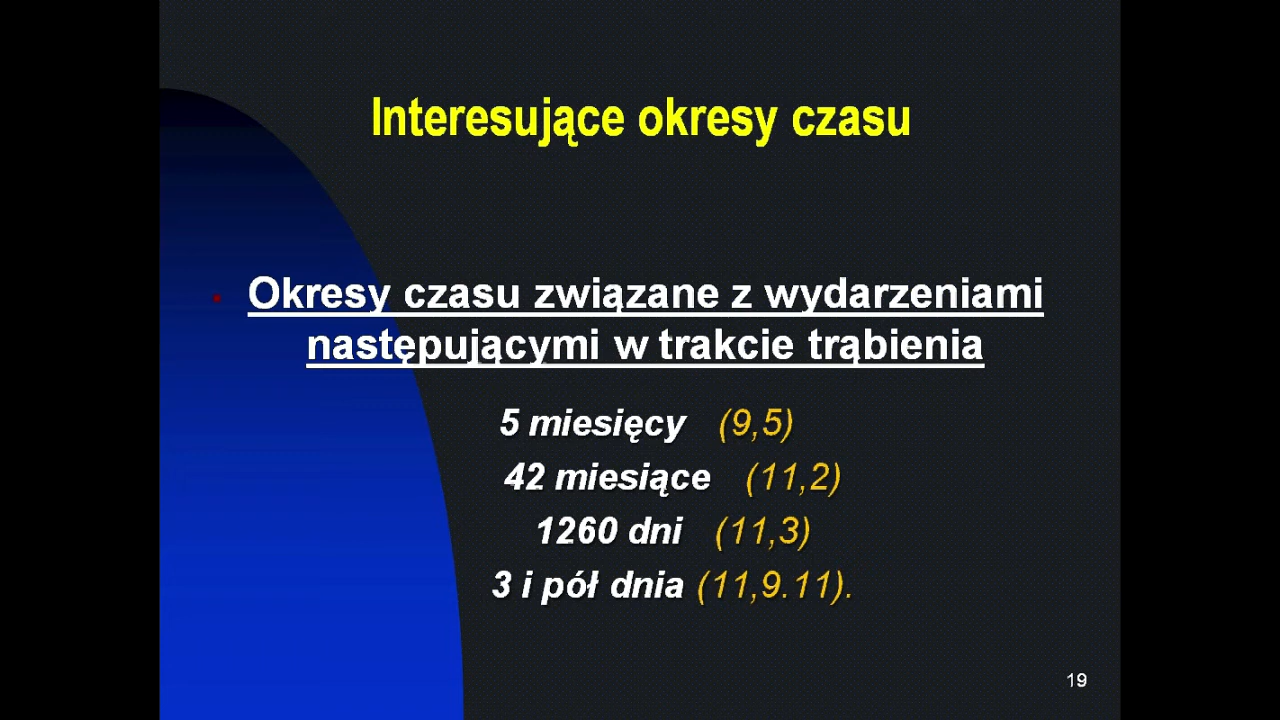 Interesujące okresy czasu
Okresy czasu związane z wydarzeniami
następującymi w trakcie trąbienia
5 miesięcy (9,5)
42 miesiące (11,2)
1260 dni (11,3)
3 i pół dnia (11,9.11).
19